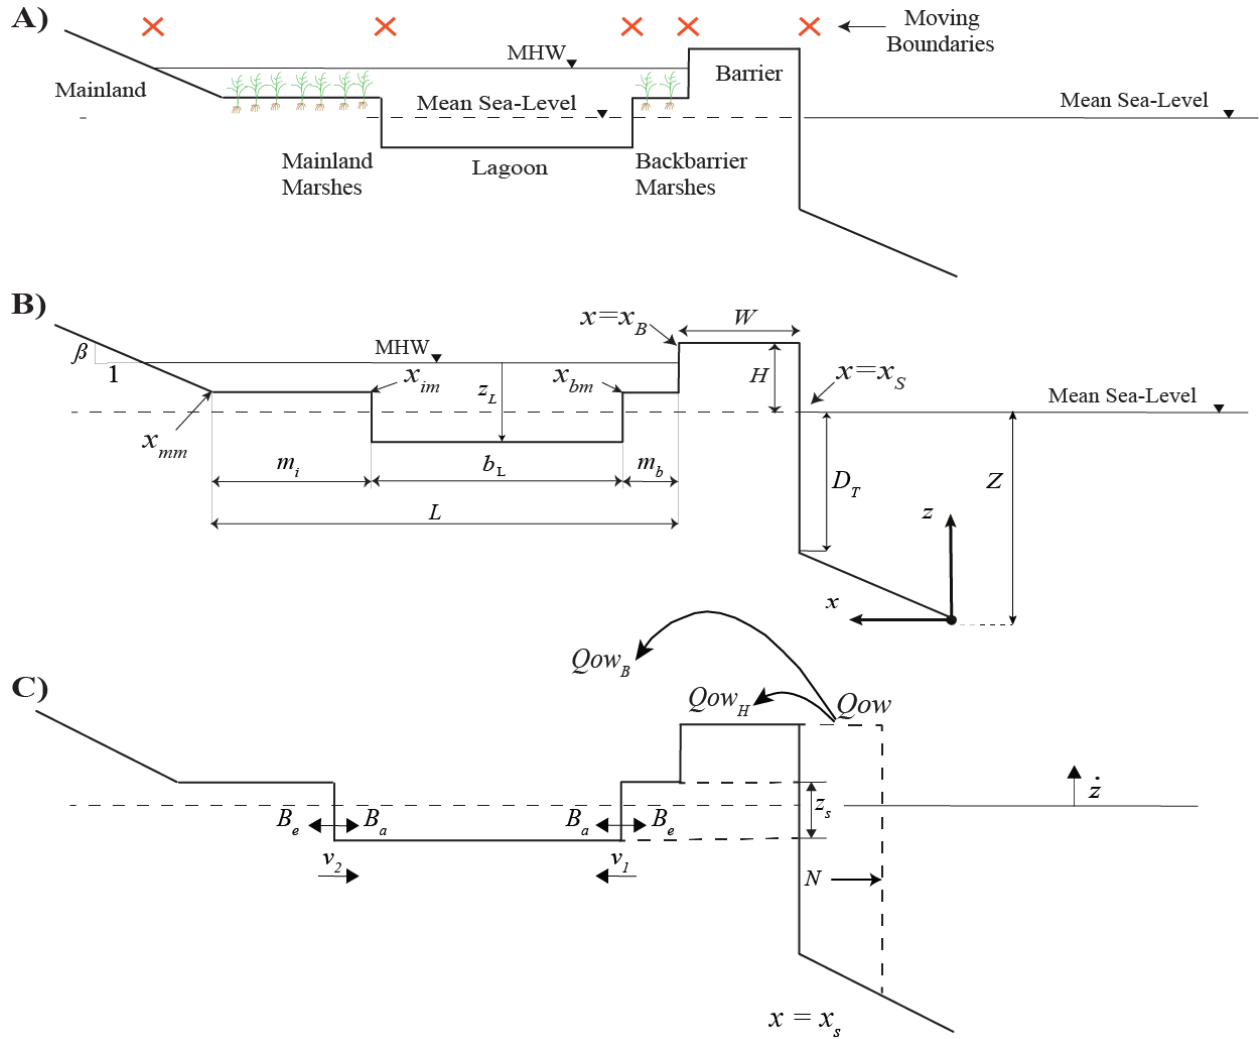 A)
Moving
Boundaries
MHW
Barrier
Mainland
Mean Sea-Level
Mean Sea-Level
Mainland
Marshes
Lagoon
Backbarrier
Marshes
B)
x=x_B
W
β
1
MHW
x_im
z_L
x_bm
H
x=x_S
Mean Sea-Level
x_mm
m_i
b_L
m_b
D_T
Z
L
z
x
C)
Qow_B
Qow_H
Qow
ż
z_s
B_e
B_a
B_a
B_e
v_2
v_1
N
x = x_s